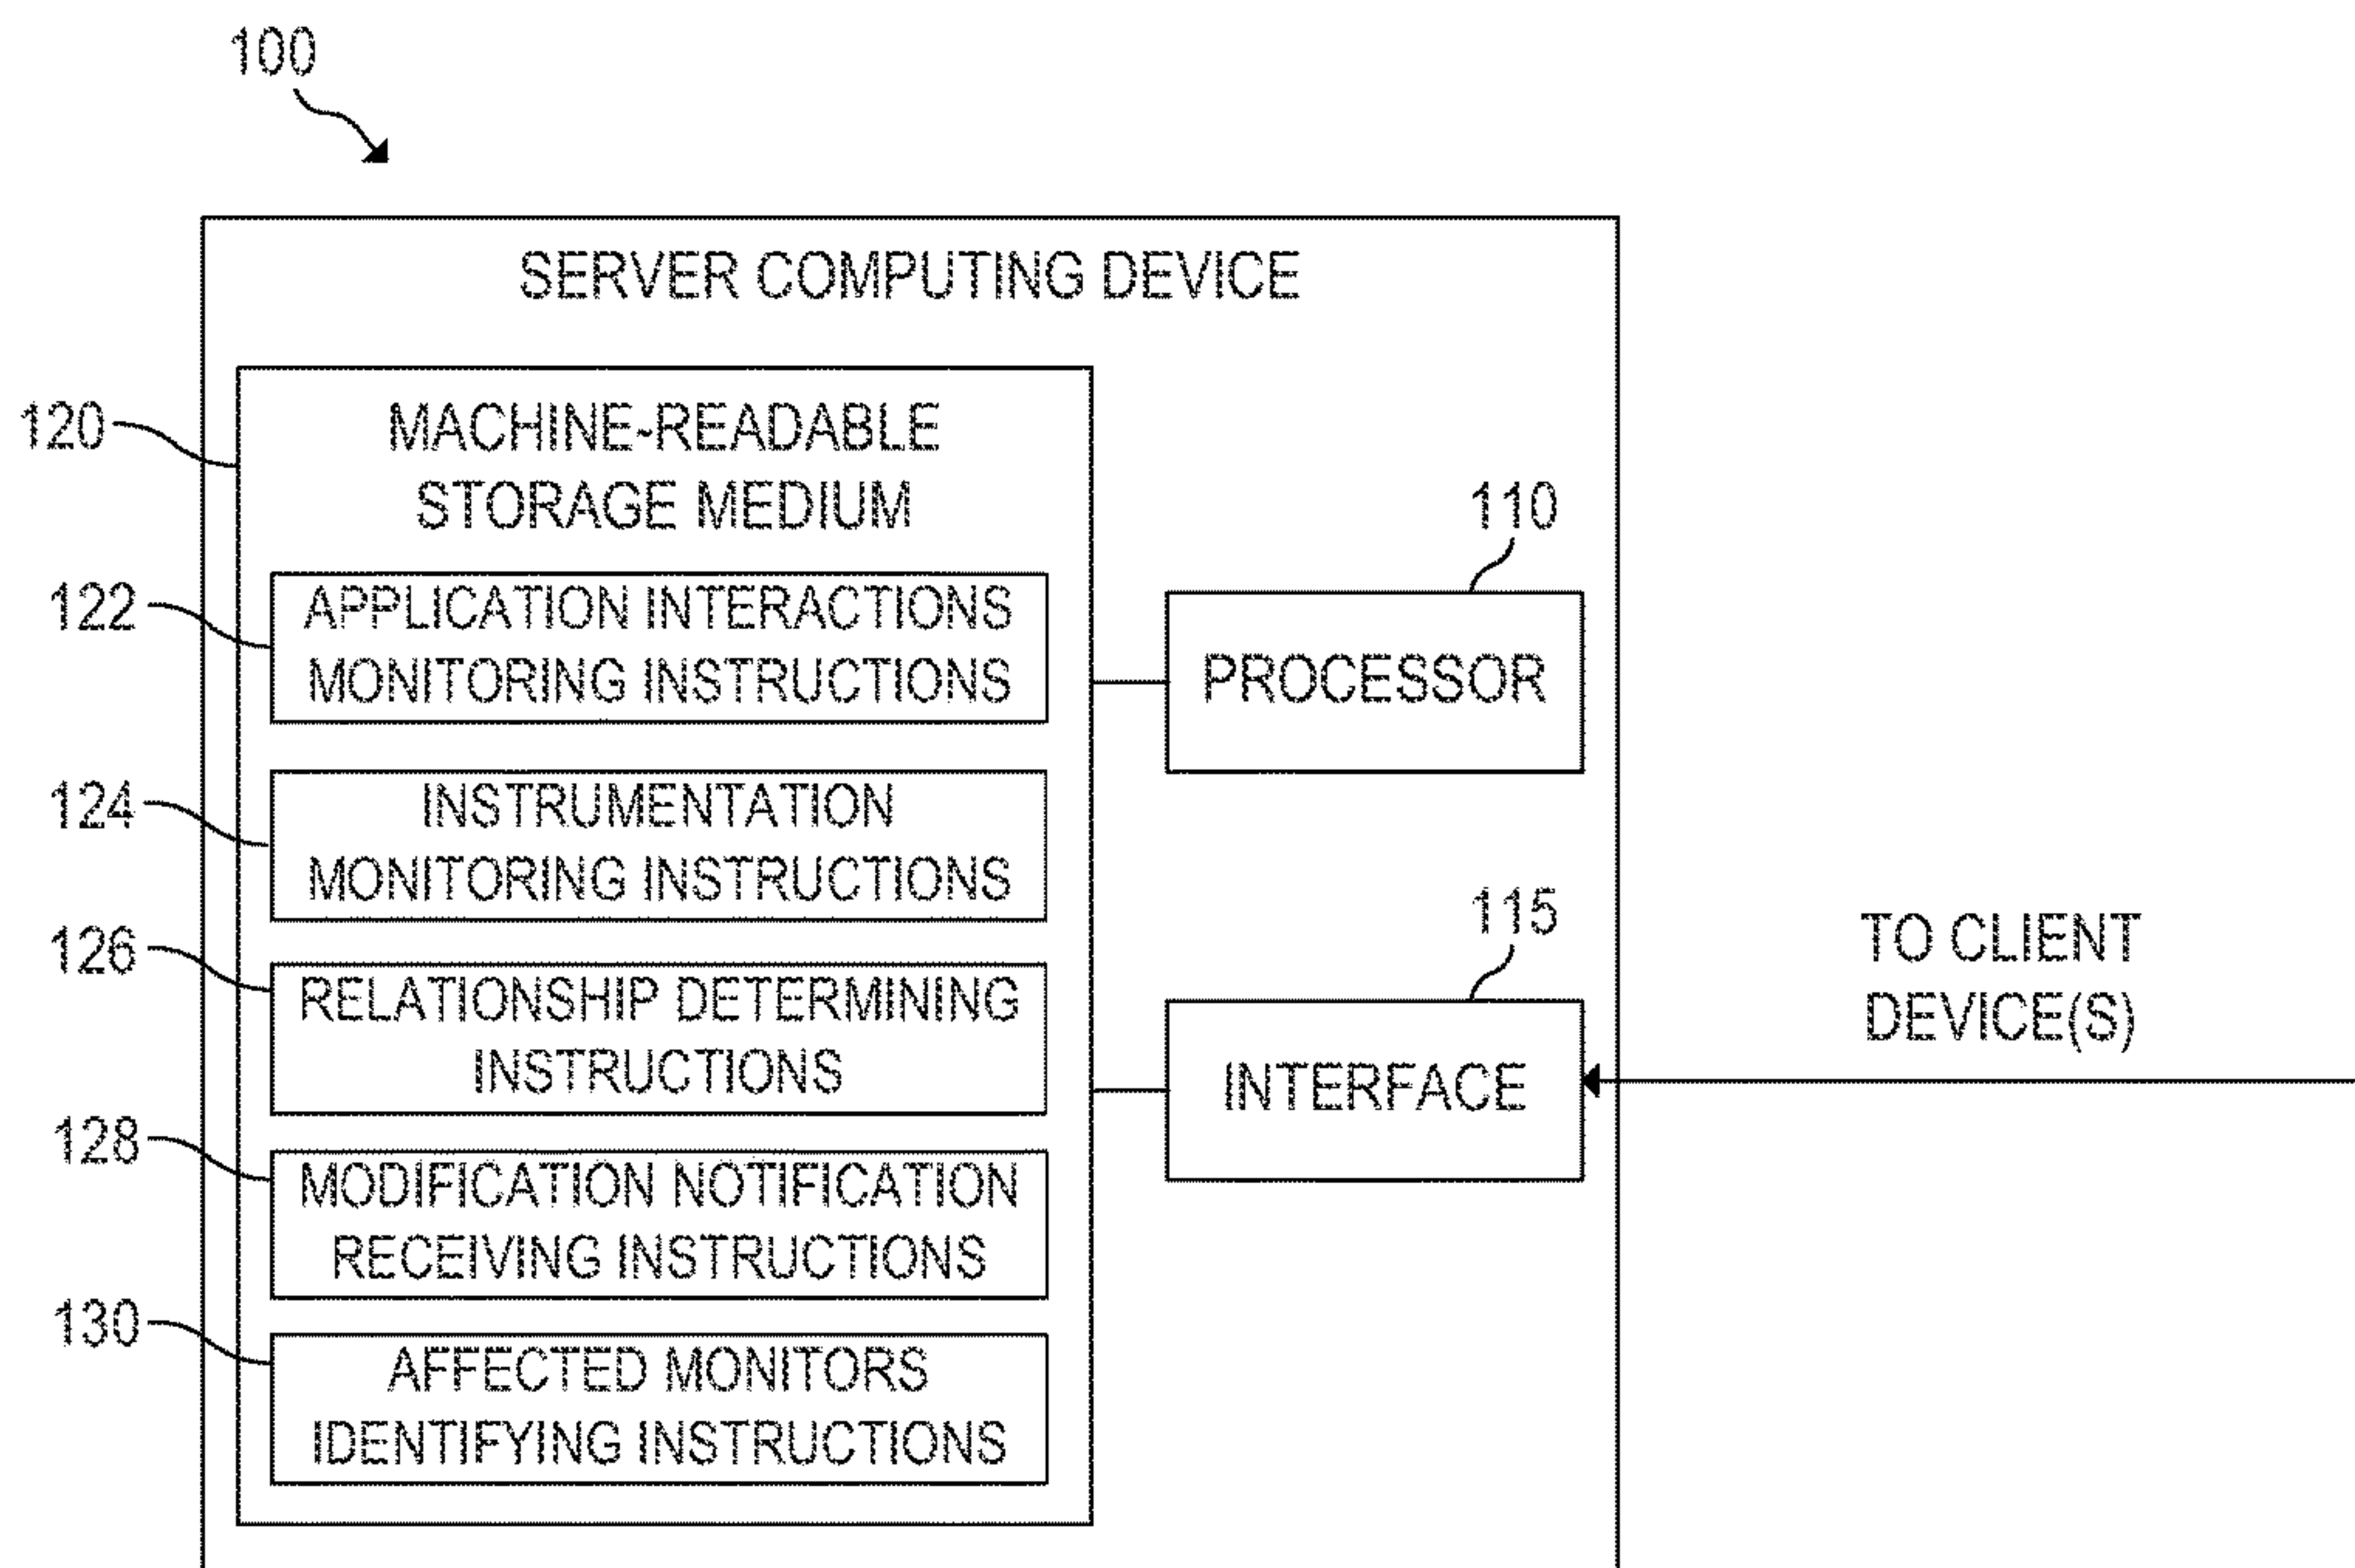 100
SERVER COMPUTING DEVICE
120
MACHINE-READABLE
STORAGE MEDIUM
110
122
APPLICATION INTERACTIONS
MONITORING INSTRUCTIONS
PROCESSOR
124
INSTRUMENTATION
MONITORING INSTRUCTIONS
115
TO CLIENT
DEVICE(S)
126
RELATIONSHIP DETERMINING
INSTRUCTIONS
INTERFACE
128
MODIFICATION NOTIFICATION
RECEIVING INSTRUCTIONS
130
AFFECTED MONITORS
IDENTIFYING INSTRUCTIONS